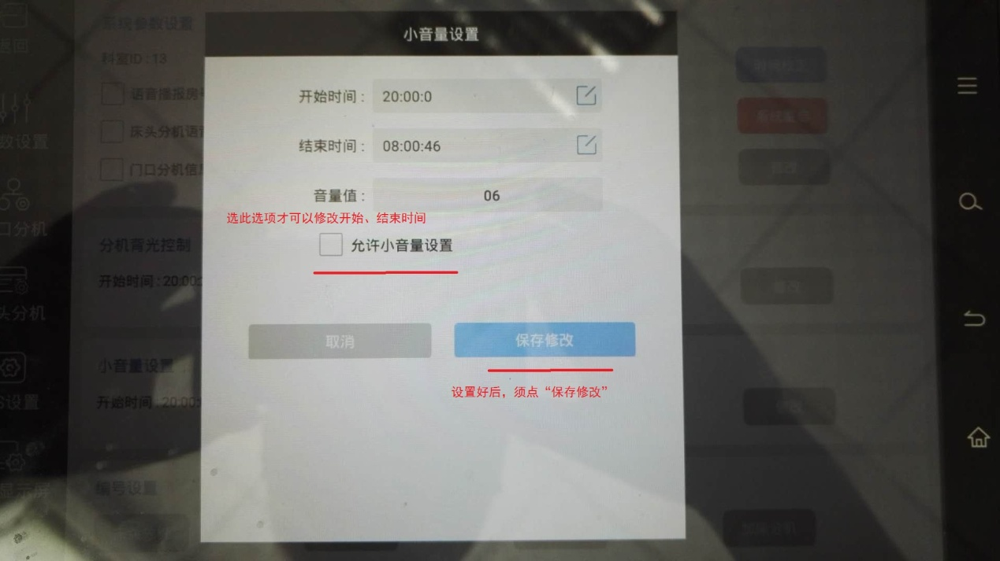 小音量设置
系统参数设置
返回
科室ID : 13
开始时间 : 20:00:0
语音播报房号
数设置
床头分机语音
结束时间 : 08:00:46
门口分机信息
音量值 : 06
选此选项才可以修改开始、结束时间
口分机
分机背光控制
允许小音量设置
开始时间 : 20:00:
修改
头分机
取消
保存修改
小音量设置
设置好后，须点“保存修改”
设置
开始时间 : 20:00:
编号设置
显示屏